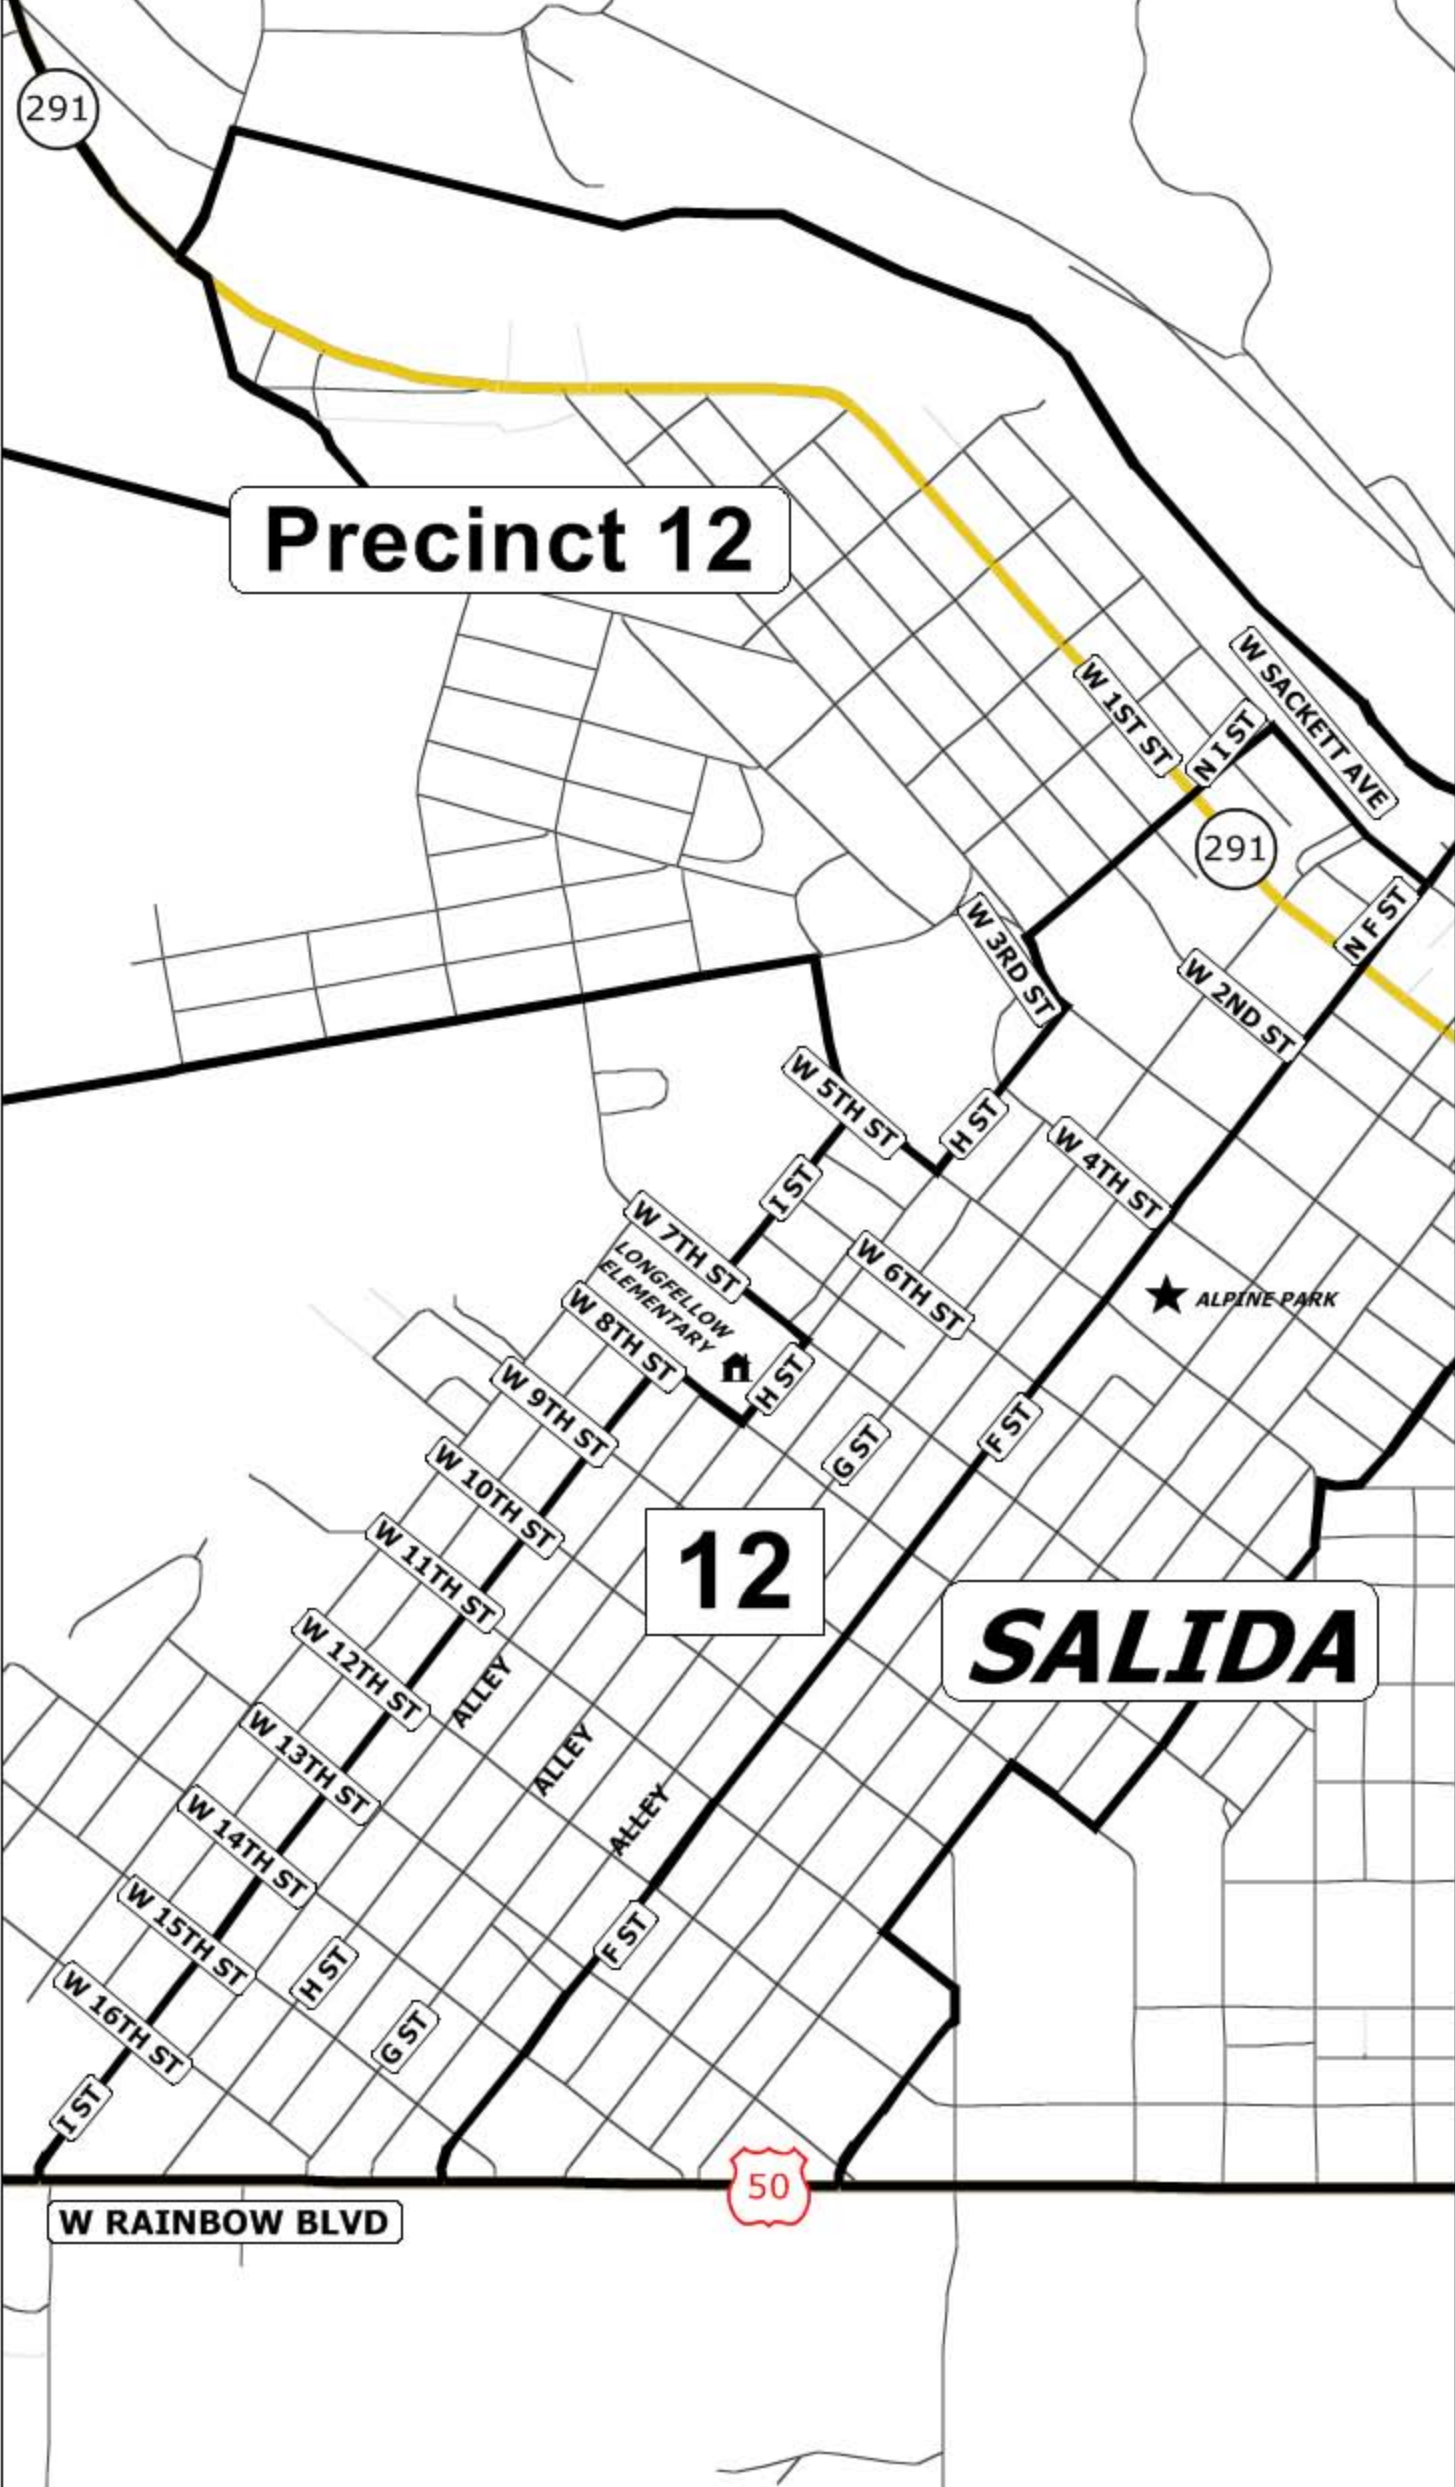 291
Precinct 12
W SACKETT AVE
W 1ST ST
N I ST
291
N F ST
W 3RD ST
W 2ND ST
W 5TH ST
H ST
W 4TH ST
I ST
W 7TH ST
W 6TH ST
LONGFELLOW
ELEMENTARY
ALPINE PARK
W 8TH ST
H ST
W 9TH ST
G ST
F ST
W 10TH ST
12
W 11TH ST
SALIDA
W 12TH ST
ALLEY
ALLEY
W 13TH ST
ALLEY
W 14TH ST
W 15TH ST
F ST
H ST
W 16TH ST
G ST
I ST
50
W RAINBOW BLVD